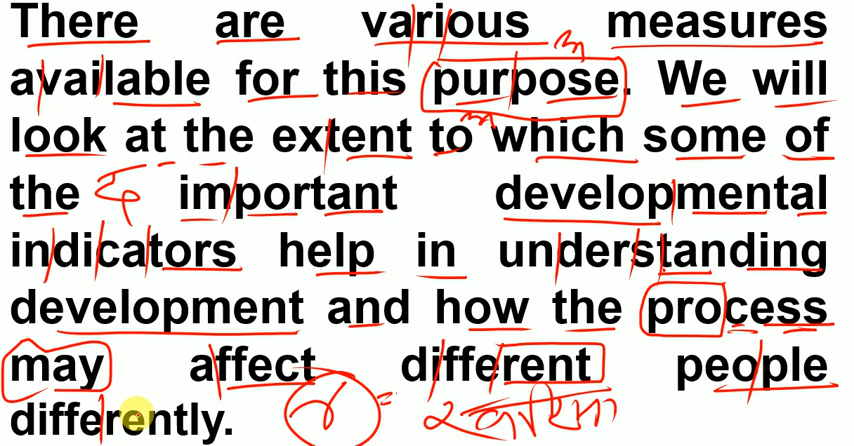 There are various measures
available for this purpose. We will
look at the extent to which some of
the important developmental
indicators help in understanding
development and how the process
may affect different people
differently.